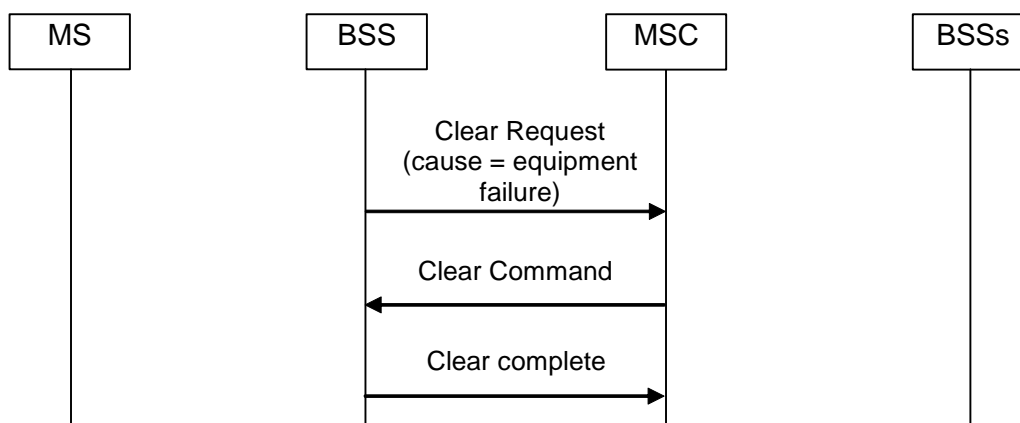 MS
BSS
MSC
BSSs
Clear Request
(cause = equipment
failure)
Clear Command
Clear complete